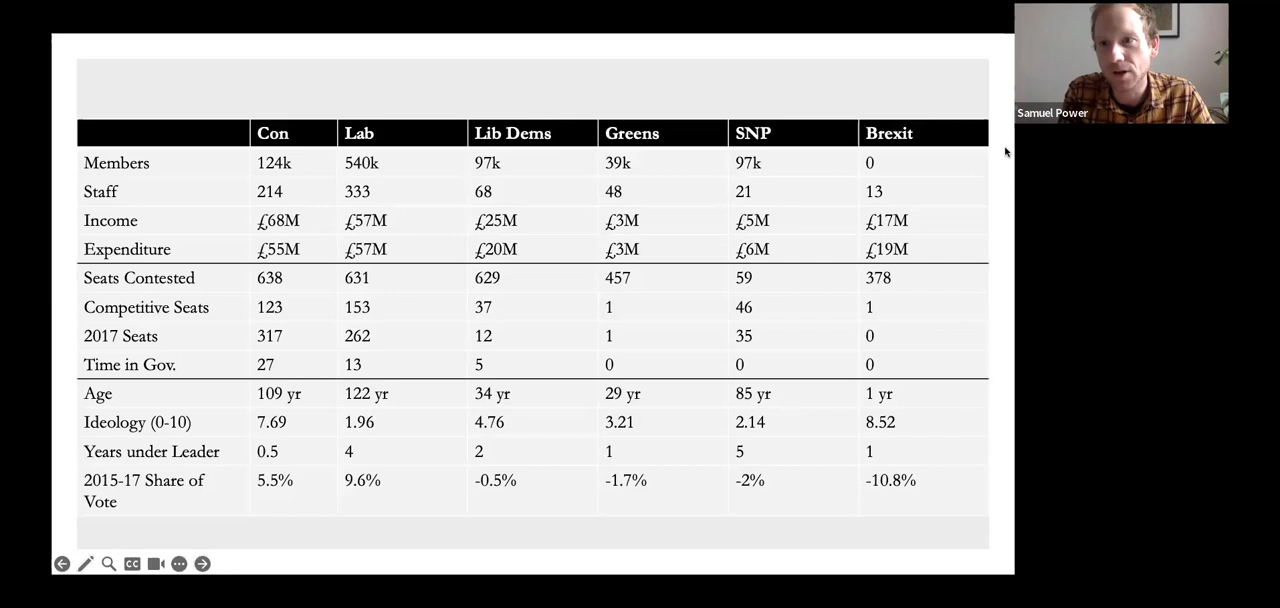 Con Lab Lib Dems Greens SNP Brexit
Members 124k 540k 97k 39k 97k 0
Staff 214 333 68 48 21 13
Income £68M £57M £25M £3M £5M £17M
Expenditure £55M £57M £20M £3M £6M £19M
Seats Contested 638 631 629 457 59 378
Competitive Seats 123 153 37 1 46 1
2017 Seats 317 262 12 1 35 0
Time in Gov. 27 13 5 0 0 0
Age 109 yr 122 yr 34 yr 29 yr 85 yr 1 yr
Ideology (0-10) 7.69 1.96 4.76 3.21 2.14 8.52
Years under Leader 0.5 4 2 1 5 1
2015-17 Share of 5.5% 9.6% -0.5% -1.7% -2% -10.8%
Vote
Samuel Power
CC